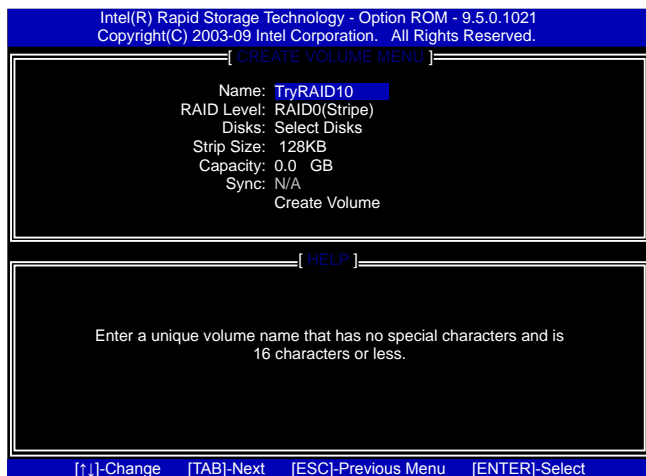 Intel(R) Rapid Storage Technology - Option ROM - 9.5.0.1021
Copyright(C) 2003-09 Intel Corporation. All Rights Reserved.
[ CREATE VOLUME MENU ]
Name: TryRAID10
RAID Level: RAID0(Stripe)
Disks: Select Disks
Strip Size: 128KB
Capacity: 0.0 GB
Sync: N/A
Create Volume
[ HELP ]
Enter a unique volume name that has no special characters and is
16 characters or less.
[↑↓]-Change [TAB]-Next [ESC]-Previous Menu [ENTER]-Select